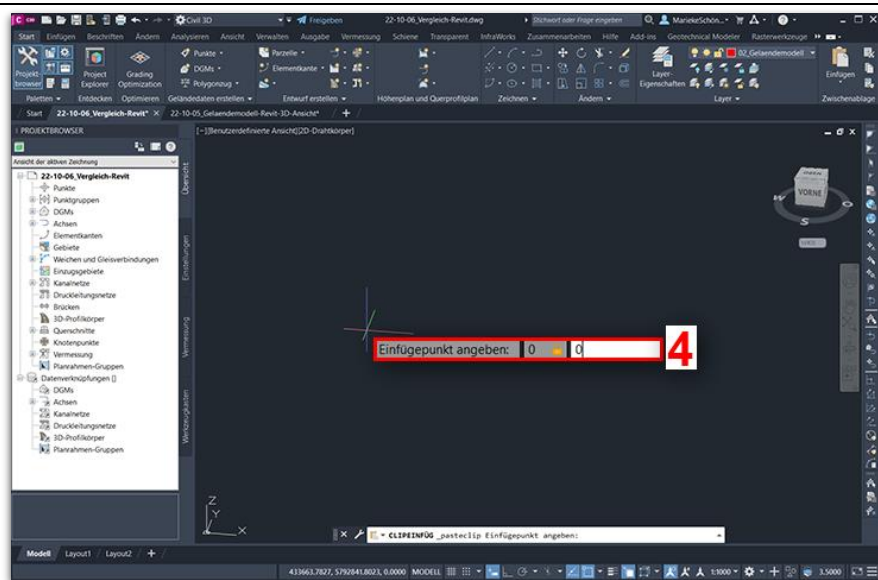 C CIVIL Civil 3D Freigeben 22-10-06_Vergleich-Revit.dwg Stichwort oder Frage eingeben MariekeSchön...
Start Einfügen Beschriften Ändern Analysieren Ansicht Verwalten Ausgabe Vermessung Schiene Transparent InfraWorks Zusammenarbeiten Hilfe Add-ins Geotechnical Modeler Rasterwerkzeuge
Punkte Parzelle 02_Gelaendemodell
DGMs Elementkante
Polygonzug
Projekt-browser Project Explorer Grading Optimization Layer-Eigenschaften Einfügen
Paletten Entdecken Optimieren Geländedaten erstellen Entwurf erstellen Höhenplan und Querprofilplan Zeichnen Ändern Layer Zwischenablage
Start 22-10-06_Vergleich-Revit* 22-10-05_Gelaendemodell-Revit-3D-Ansicht*
PROJEKTBROWSER
[–][Benutzerdefinierte Ansicht][2D-Drahtkörper]
Ansicht der aktiven Zeichnung
22-10-06_Vergleich-Revit
Punkte
Punktgruppen
DGMs
Achsen
Elementkanten
Gebiete
Weichen und Gleisverbindungen
Einzugsgebiete
Kanalnetze
Druckleitungsnetze
Brücken
3D-Profilkörper
Querschnitte
Knotenpunkte
Vermessung
Planrahmen-Gruppen
Datenverknüpfungen []
DGMs
Achsen
Kanalnetze
Druckleitungsnetze
3D-Profilkörper
Planrahmen-Gruppen
Übersicht
Einstellungen
Vermessung
Werkzeugkasten
VORNE
W
S
O
Einfügepunkt angeben: 0 0
4
Z
Y
X
CLIPEINFÜG _pasteclip Einfügepunkt angeben:
Modell Layout1 Layout2
433663.7827, 5792841.8023, 0.0000 MODELL 1:1000 3.5000